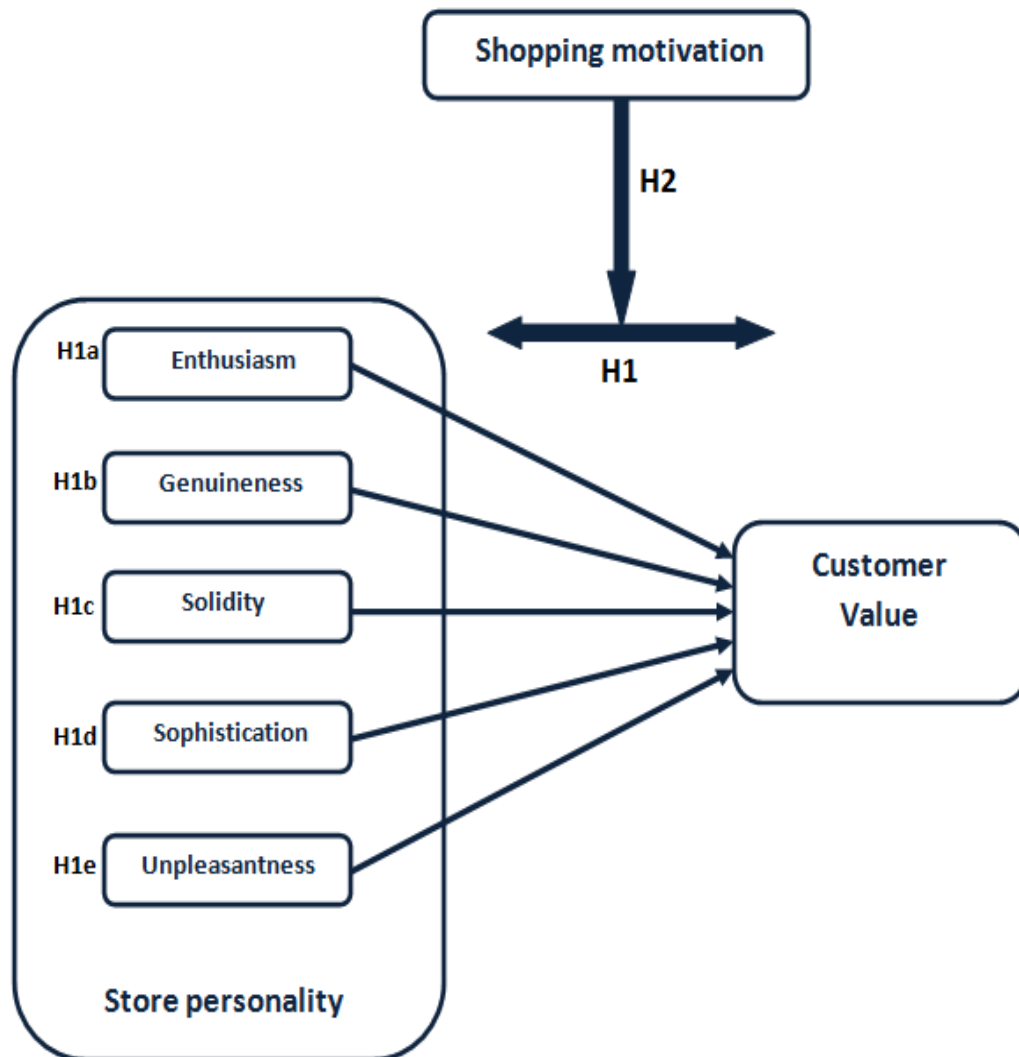 Shopping motivation
H2
H1
H1a
Enthusiasm
H1b
Genuineness
H1c
Solidity
H1d
Sophistication
H1e
Unpleasantness
Store personality
Customer
Value